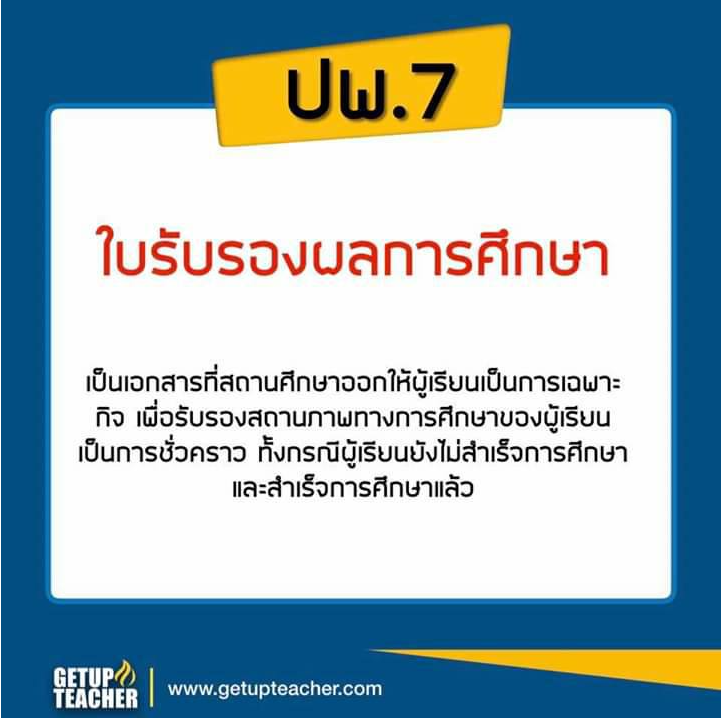 ปพ.7
ใบรับรองผลการศึกษา
เป็นเอกสารที่สถานศึกษาออกให้ผู้เรียนเป็นการเฉพาะ
กิจ เพื่อรับรองสถานภาพทางการศึกษาของผู้เรียน
เป็นการชั่วคราว ทั้งกรณีผู้เรียนยังไม่สำเร็จการศึกษา
และสำเร็จการศึกษาแล้ว
GETUP
TEACHER
www.getupteacher.com